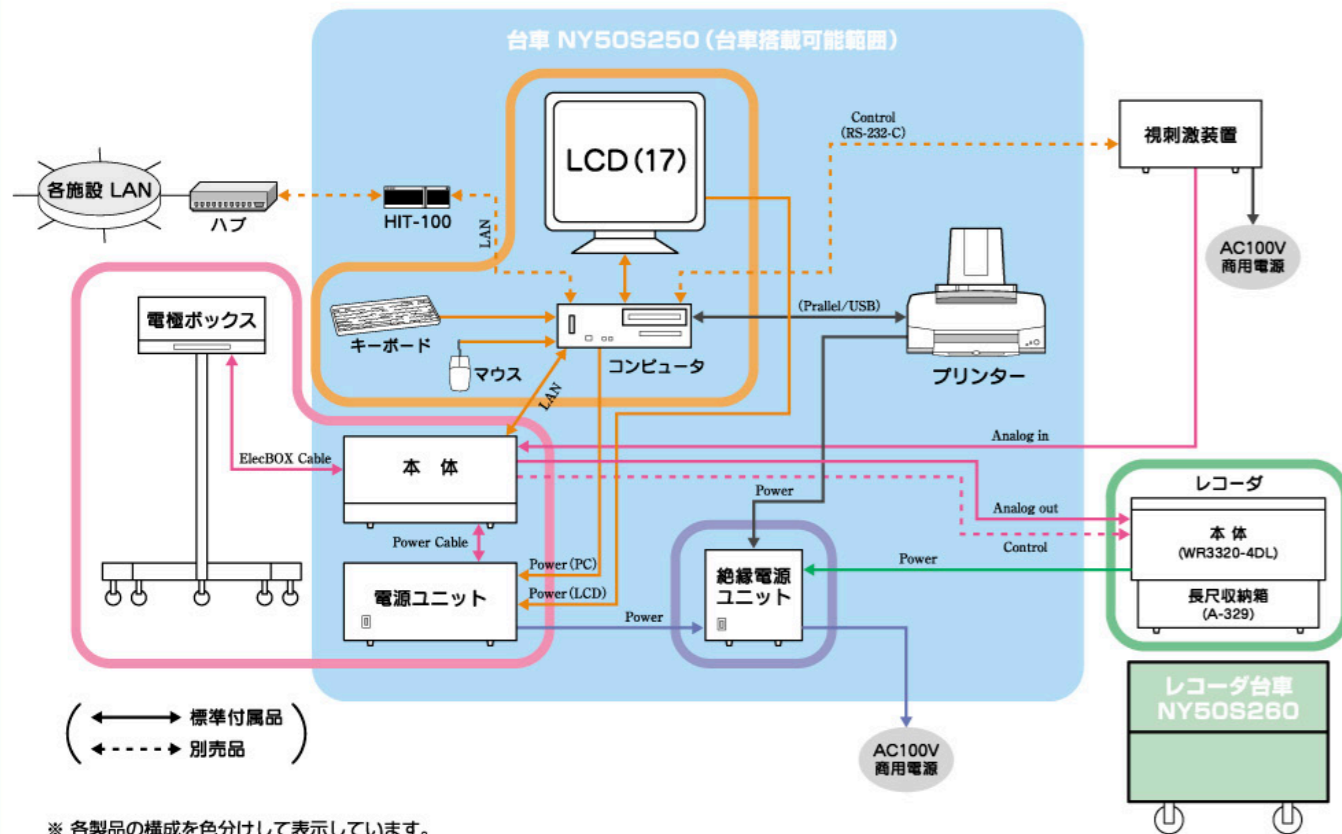 台車 NY50S250（台車搭載可能範囲）
LCD(17)
Control
(RS-232-C)
視刺激装置
各施設 LAN
ハブ
HIT-100
LAN
AC100V
商用電源
電極ボックス
キーボード
マウス
コンピュータ
(Prallel/USB)
プリンター
LAN
ElecBOX Cable
本 体
Analog in
Power
Analog out
Control
レコーダ
本 体
(WR3320-4DL)
長尺収納箱
(A-329)
Power Cable
Power(PC)
Power(LCD)
電源ユニット
Power
絶縁電源
ユニット
Power
レコーダ台車
NY50S260
標準付属品
別売品
AC100V
商用電源
※ 各製品の構成を色分けして表示しています。